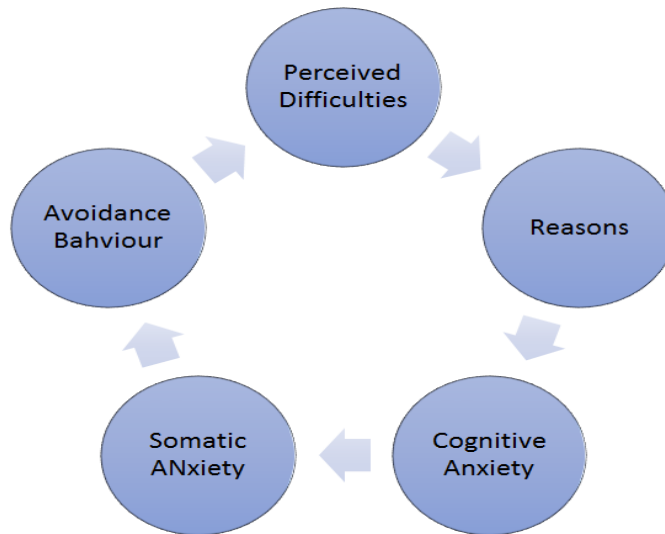 Perceived
Difficulties
Reasons
Cognitive
Anxiety
Somatic
ANxiety
Avoidance
Bahviour